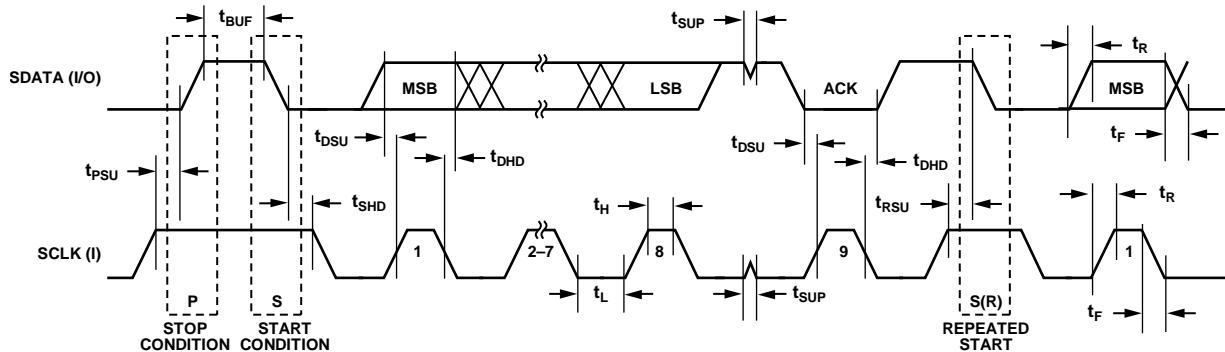 tBUF
tSUP
SDATA (I/O)
MSB
LSB
ACK
MSB
tR
tF
tDSU
tDHD
tDSU
tDHD
tPSU
tSHD
tH
tRSU
tR
SCLK (I)
1
2–7
8
9
1
tL
tSUP
tF
P
S
S(R)
STOP
CONDITION
START
CONDITION
REPEATED
START